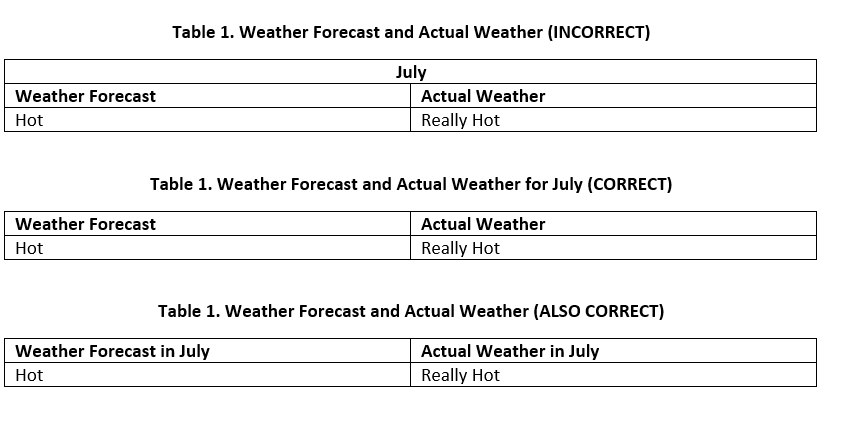 Table 1. Weather Forecast and Actual Weather (INCORRECT)
July
Weather Forecast Actual Weather
Hot Really Hot
Table 1. Weather Forecast and Actual Weather for July (CORRECT)
Weather Forecast Actual Weather
Hot Really Hot
Table 1. Weather Forecast and Actual Weather (ALSO CORRECT)
Weather Forecast in July Actual Weather in July
Hot Really Hot